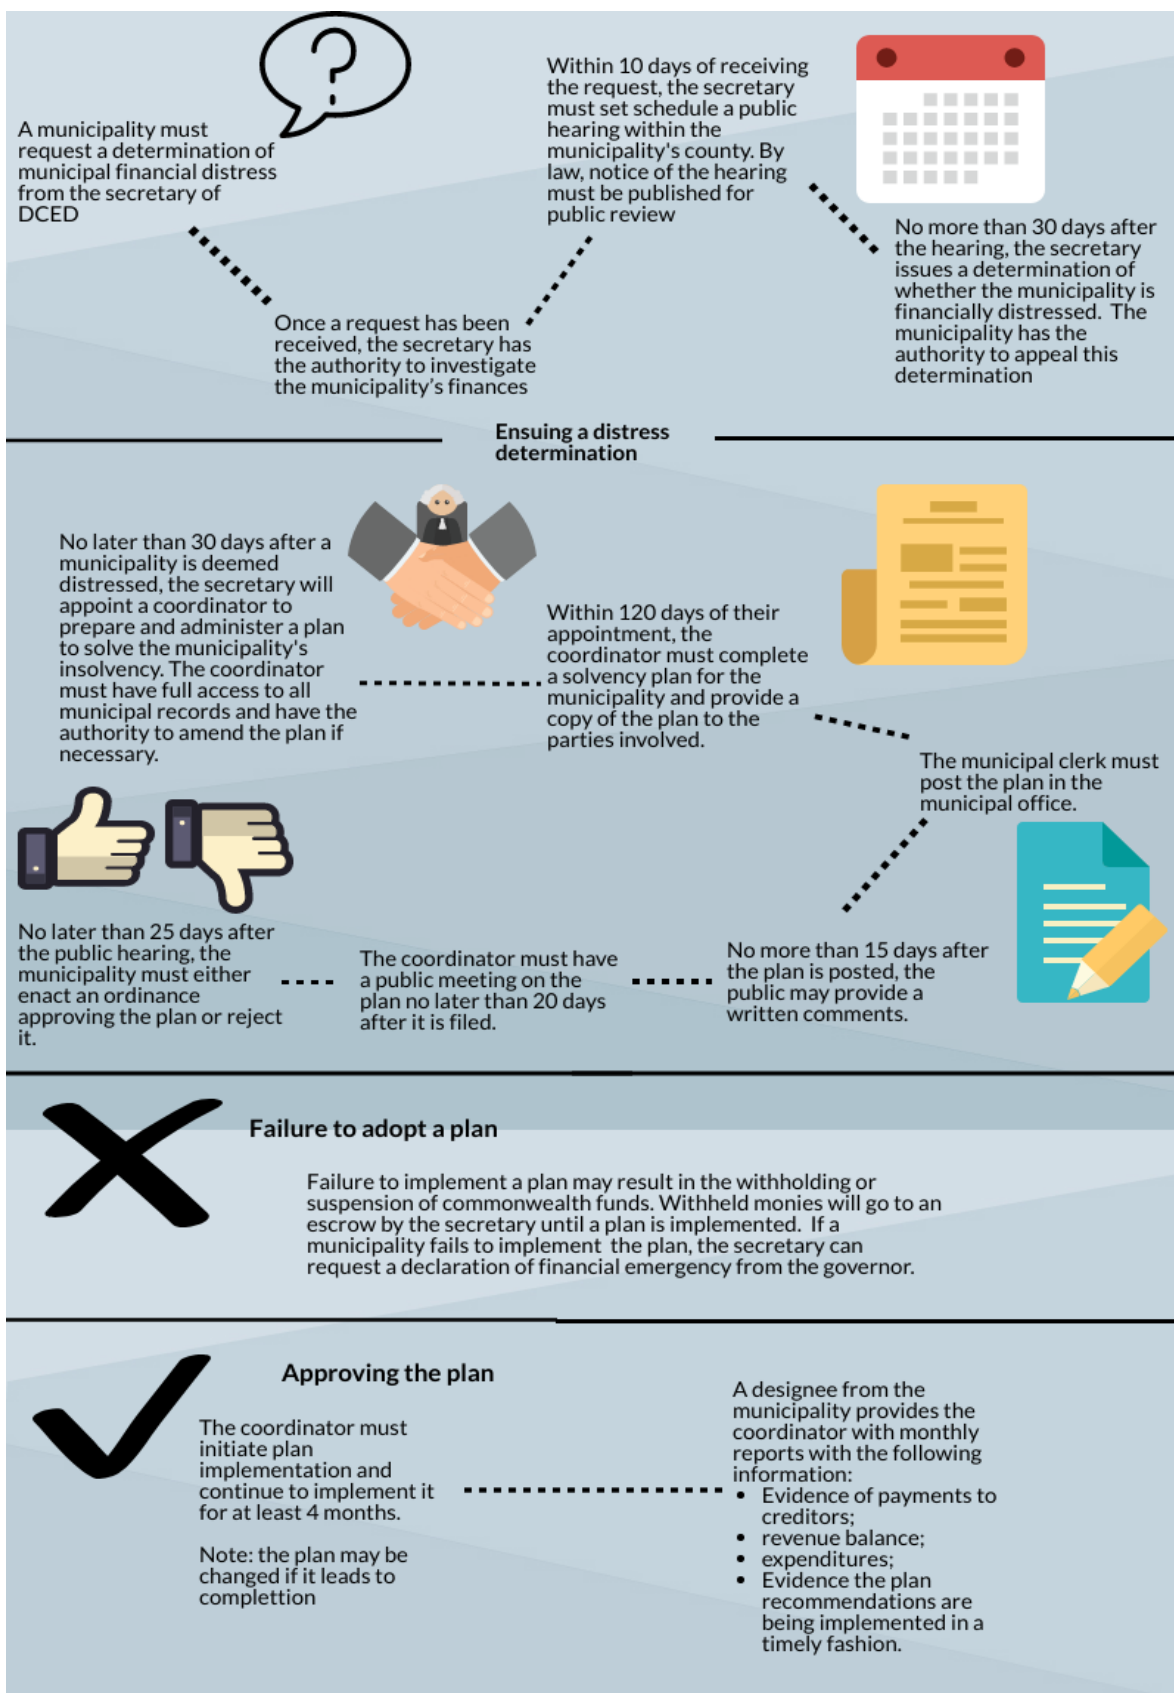 ?
A municipality must
request a determination of
municipal financial distress
from the secretary of
DCED
Once a request has been
received, the secretary has
the authority to investigate
the municipality's finances
Within 10 days of receiving
the request, the secretary
must set schedule a public
hearing within the
municipality's county. By
law, notice of the hearing
must be published for
public review
No more than 30 days after
the hearing, the secretary
issues a determination of
whether the municipality is
financially distressed. The
municipality has the
authority to appeal this
determination
Ensuing a distress
determination
No later than 30 days after a
municipality is deemed
distressed, the secretary will
appoint a coordinator to
prepare and administer a plan
to solve the municipality's
insolvency. The coordinator
must have full access to all
municipal records and have the
authority to amend the plan if
necessary.
Within 120 days of their
appointment, the
coordinator must complete
a solvency plan for the
municipality and provide a
copy of the plan to the
parties involved.
The municipal clerk must
post the plan in the
municipal office.
No more than 15 days after
the plan is posted, the
public may provide a
written comments.
The coordinator must have
a public meeting on the
plan no later than 20 days
after it is filed.
No later than 25 days after
the public hearing, the
municipality must either
enact an ordinance
approving the plan or reject
it.
Failure to adopt a plan
Failure to implement a plan may result in the withholding or
suspension of commonwealth funds. Withheld monies will go to an
escrow by the secretary until a plan is implemented. If a
municipality fails to implement the plan, the secretary can
request a declaration of financial emergency from the governor.
Approving the plan
The coordinator must
initiate plan
implementation and
continue to implement it
for at least 4 months.
Note: the plan may be
changed if it leads to
complettion
A designee from the
municipality provides the
coordinator with monthly
reports with the following
information:
• Evidence of payments to
creditors;
• revenue balance;
• expenditures;
• Evidence the plan
recommendations are
being implemented in a
timely fashion.